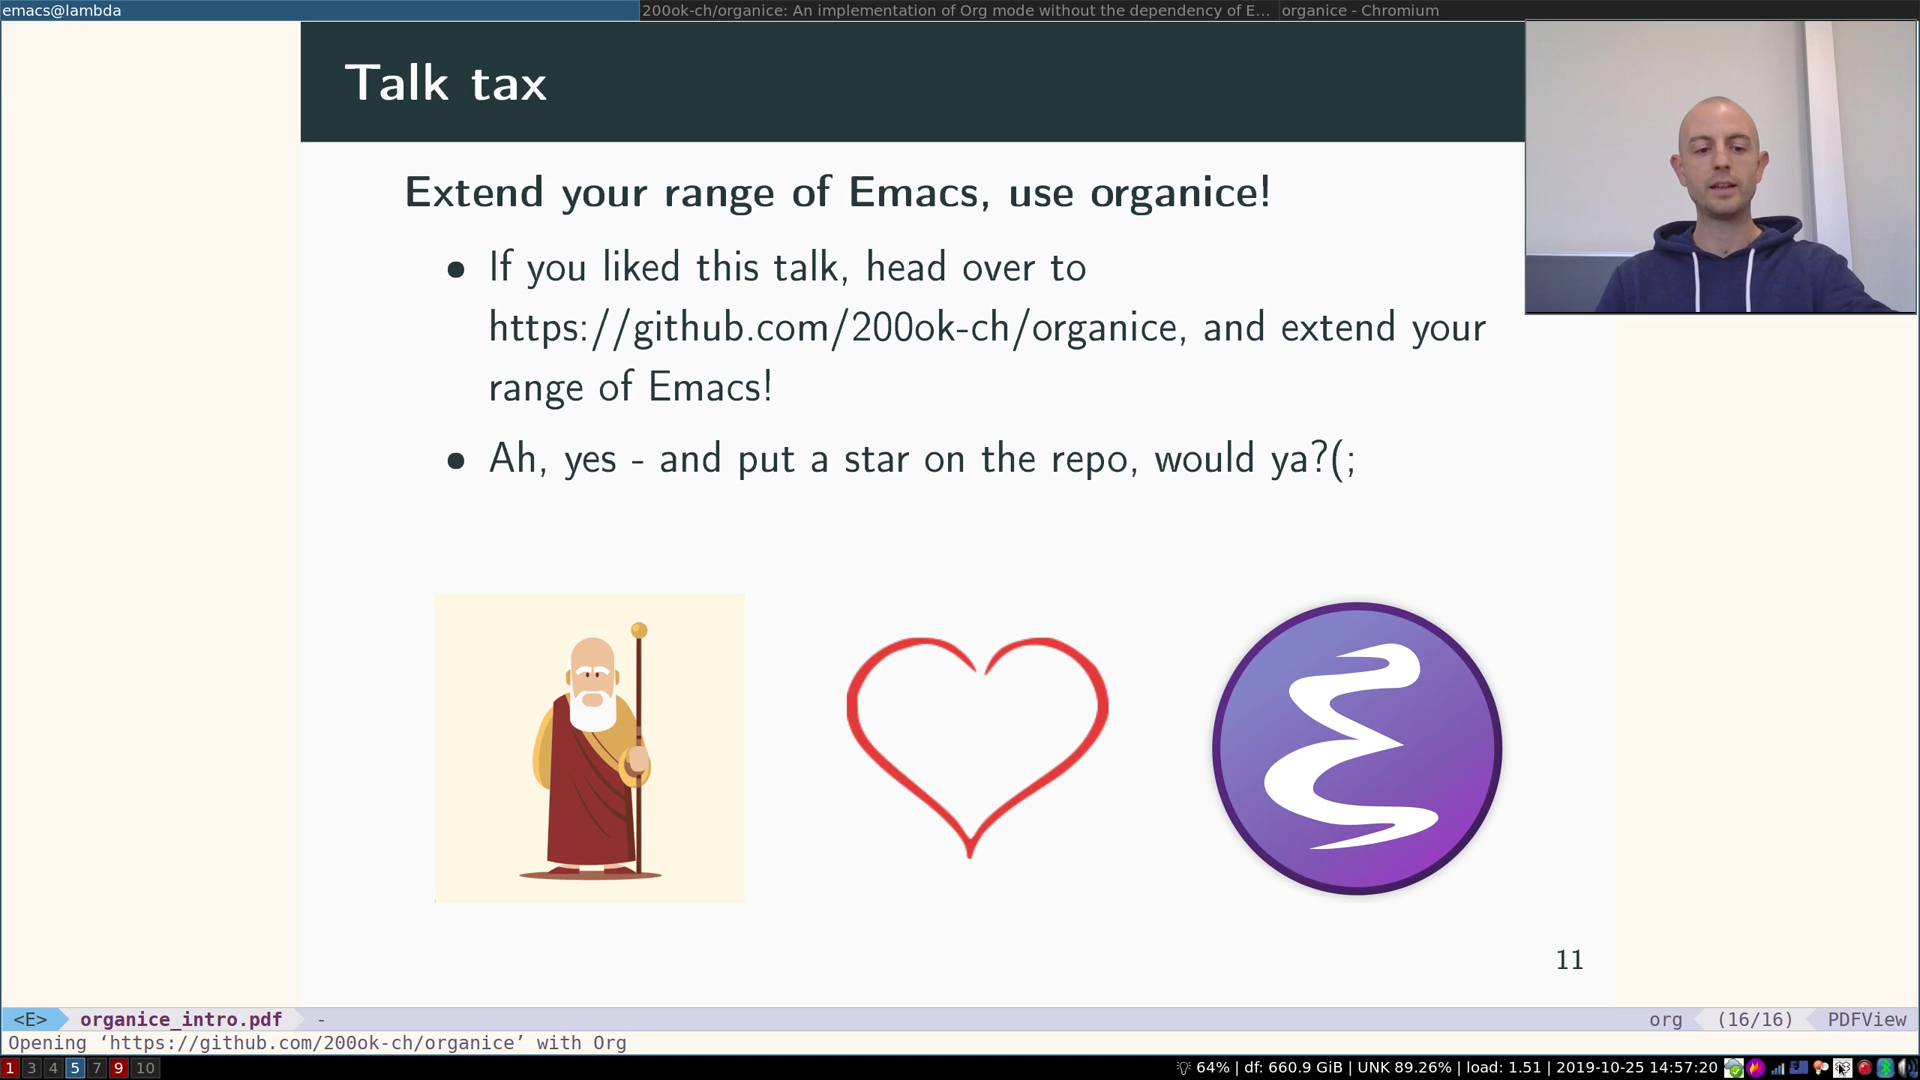 emacs@lambda
200ok-ch/organice: An implementation of Org mode without the dependency of E...
organice - Chromium
Talk tax
Extend your range of Emacs, use organice!
If you liked this talk, head over to
https://github.com/200ok-ch/organice, and extend your
range of Emacs!
Ah, yes - and put a star on the repo, would ya?(;
11
<E> organice_intro.pdf - org (16/16) PDFView
Opening ‘https://github.com/200ok-ch/organice’ with Org
1 3 4 5 7 9 10 64% | df: 660.9 GiB | UNK 89.26% | load: 1.51 | 2019-10-25 14:57:20